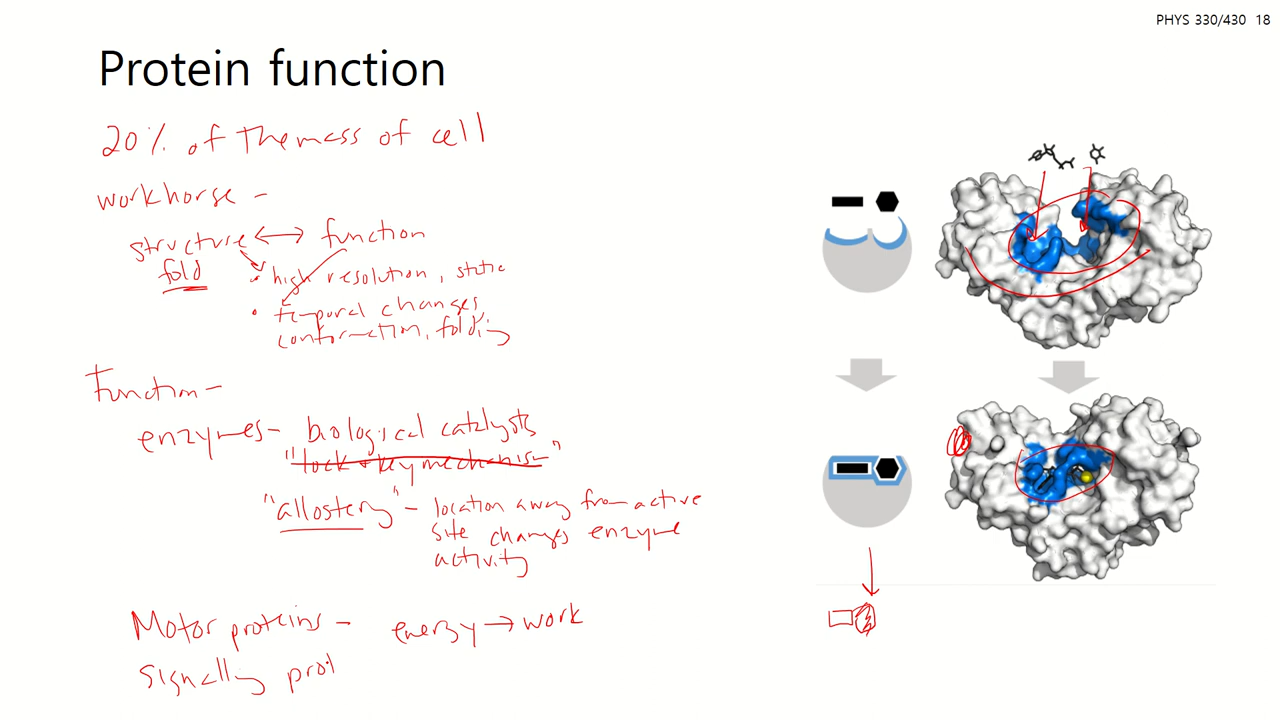 PHYS 330/430 18
Protein function
20% of the mass of cell
workhorse -
structure ↔ function
fold
• high resolution, static
• temporal changes,
conformation, folding
Function -
enzymes - biological catalysts
"lock + key mechanism"
"allostery" - location away from active
site changes enzyme
activity
Motor proteins - energy → work
signally prot